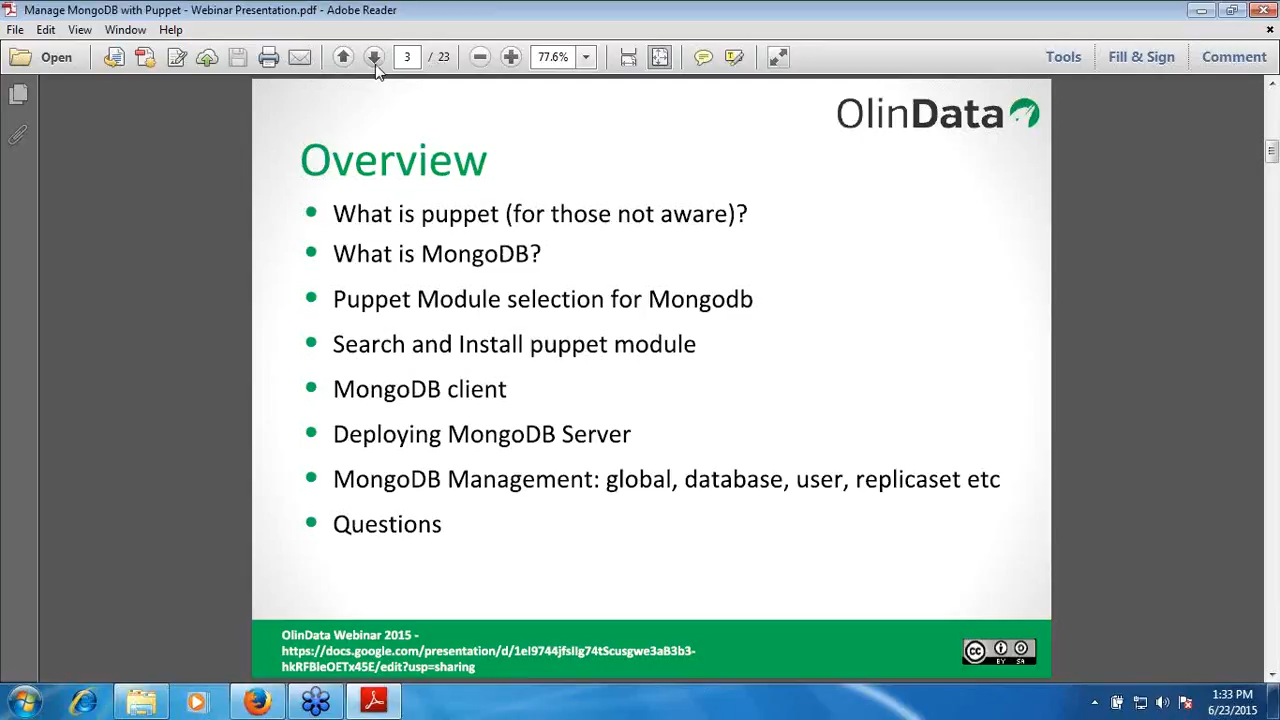 Manage MongoDB with Puppet - Webinar Presentation.pdf - Adobe Reader
File Edit View Window Help
Open 3 / 23 77.6% Tools Fill & Sign Comment
OlinData
Overview
What is puppet (for those not aware)?
What is MongoDB?
Puppet Module selection for Mongodb
Search and Install puppet module
MongoDB client
Deploying MongoDB Server
MongoDB Management: global, database, user, replicaset etc
Questions
OlinData Webinar 2015 -
https://docs.google.com/presentation/d/1el9744jfsIlg74tScusgwe3aB3b3-
hkRFBleOETx45E/edit?usp=sharing
cc BY SA
1:33 PM
6/23/2015